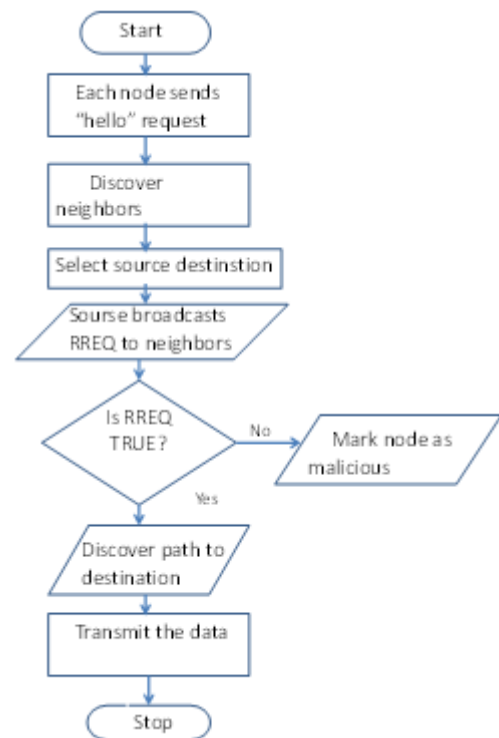 Start
Each node sends
“hello” request
Discover
neighbors
Select source destinstion
Sourse broadcasts
RREQ to neighbors
Is RREQ
TRUE?
No
Mark node as
malicious
Yes
Discover path to
destination
Transmit the data
Stop